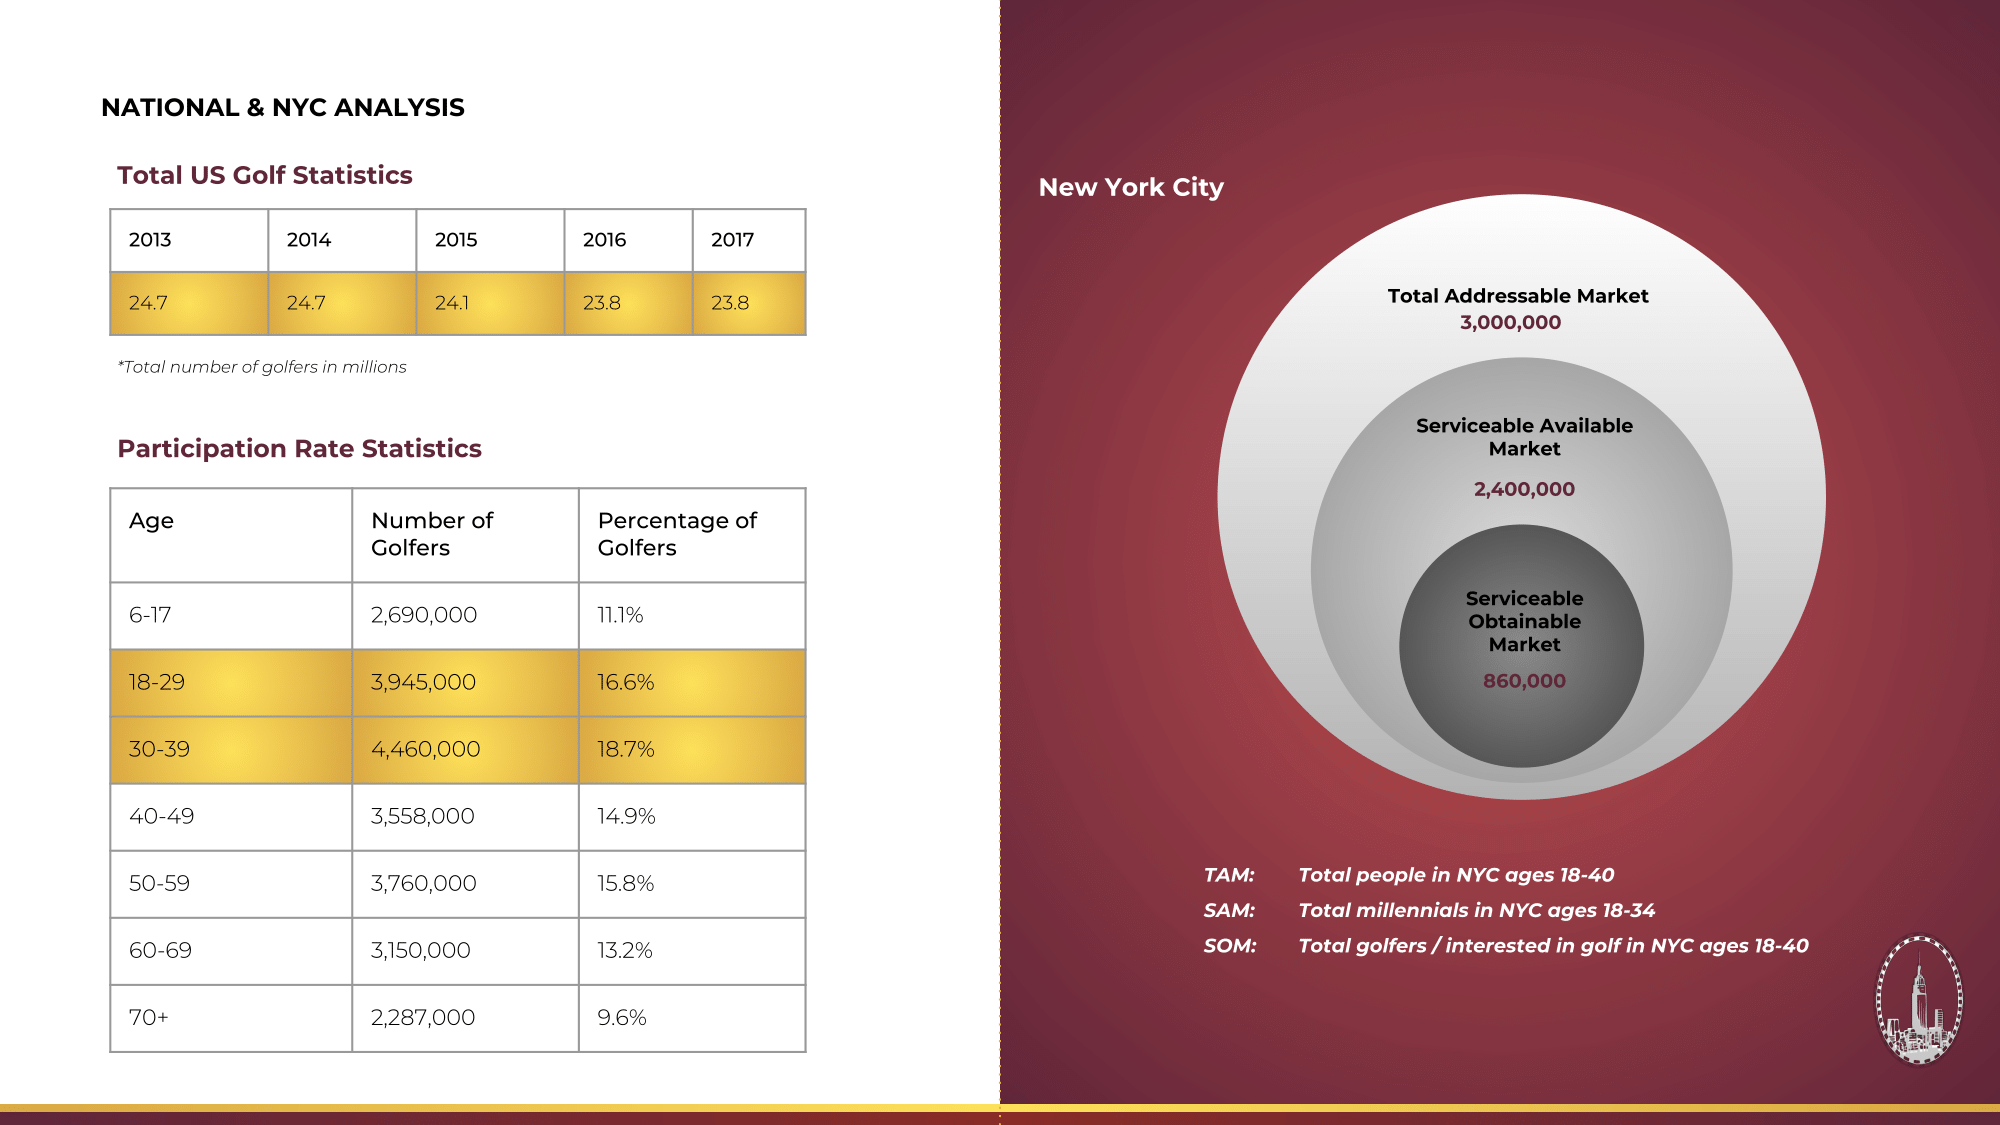 NATIONAL & NYC ANALYSIS
Total US Golf Statistics
2013 2014 2015 2016 2017
24.7 24.7 24.1 23.8 23.8
*Total number of golfers in millions
Participation Rate Statistics
Age Number of Golfers Percentage of Golfers
6-17 2,690,000 11.1%
18-29 3,945,000 16.6%
30-39 4,460,000 18.7%
40-49 3,558,000 14.9%
50-59 3,760,000 15.8%
60-69 3,150,000 13.2%
70+ 2,287,000 9.6%
New York City
Total Addressable Market
3,000,000
Serviceable Available
Market
2,400,000
Serviceable
Obtainable
Market
860,000
TAM: Total people in NYC ages 18-40
SAM: Total millennials in NYC ages 18-34
SOM: Total golfers / interested in golf in NYC ages 18-40